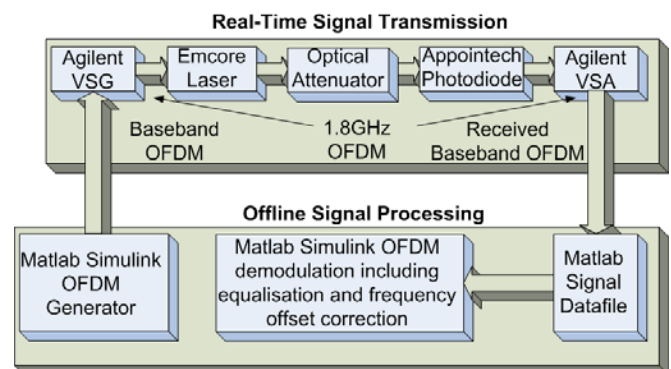 Real-Time Signal Transmission
Agilent
VSG
Emcore
Laser
Optical
Attenuator
Appointech
Photodiode
Agilent
VSA
Baseband
OFDM
1.8GHz
OFDM
Received
Baseband OFDM
Offline Signal Processing
Matlab Simulink
OFDM
Generator
Matlab Simulink OFDM
demodulation including
equalisation and frequency
offset correction
Matlab
Signal
Datafile